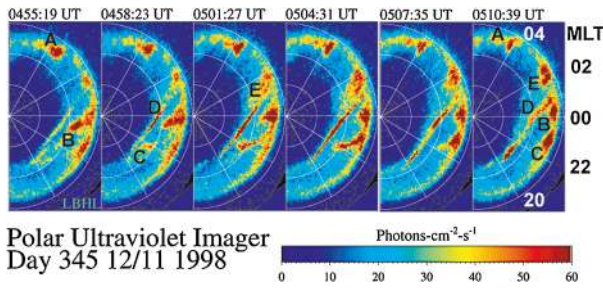 0455:19 UT 0458:23 UT 0501:27 UT 0504:31 UT 0507:35 UT 0510:39 UT
A A 04 MLT
02
E E
D D
B B 00
C C
22
LBHL 20
Polar Ultraviolet Imager
Day 345 12/11 1998
Photons-cm-2-s-1
0 10 20 30 40 50 60